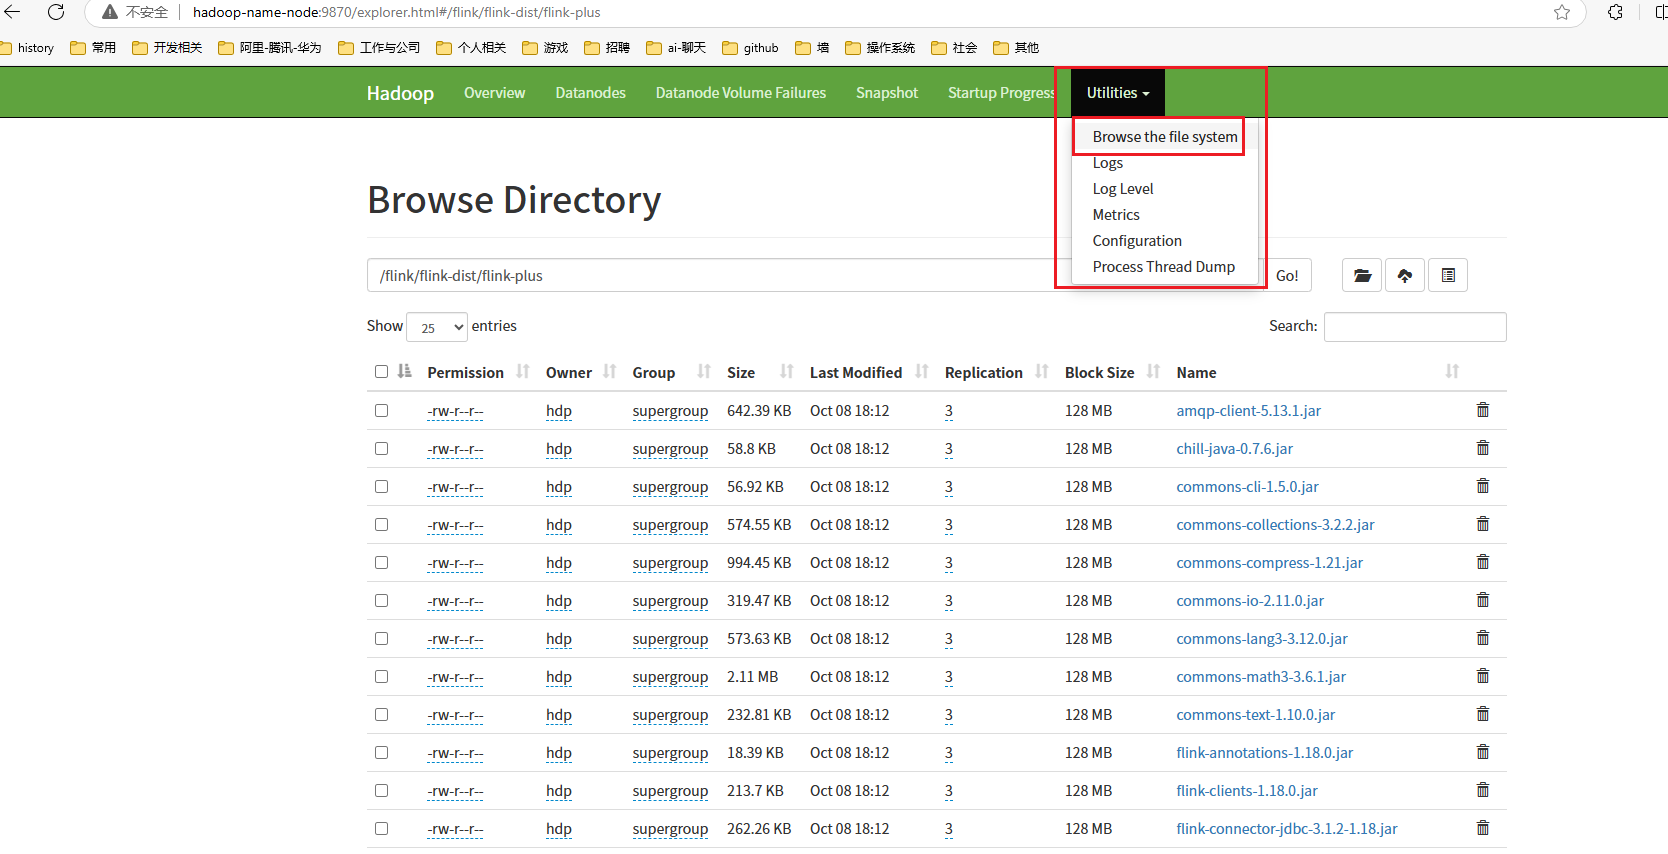 不安全 hadoop-name-node:9870/explorer.html#/flink/flink-dist/flink-plus
history 常用 开发相关 阿里-腾讯-华为 工作与公司 个人相关 游戏 招聘 ai-聊天 github 墙 操作系统 社会 其他
Hadoop Overview Datanodes Datanode Volume Failures Snapshot Startup Progress Utilities
Browse the file system
Logs
Log Level
Metrics
Configuration
Process Thread Dump
Browse Directory
/flink/flink-dist/flink-plus Go!
Show 25 entries Search:
Permission Owner Group Size Last Modified Replication Block Size Name
-rw-r--r-- hdp supergroup 642.39 KB Oct 08 18:12 3 128 MB amqp-client-5.13.1.jar
-rw-r--r-- hdp supergroup 58.8 KB Oct 08 18:12 3 128 MB chill-java-0.7.6.jar
-rw-r--r-- hdp supergroup 56.92 KB Oct 08 18:12 3 128 MB commons-cli-1.5.0.jar
-rw-r--r-- hdp supergroup 574.55 KB Oct 08 18:12 3 128 MB commons-collections-3.2.2.jar
-rw-r--r-- hdp supergroup 994.45 KB Oct 08 18:12 3 128 MB commons-compress-1.21.jar
-rw-r--r-- hdp supergroup 319.47 KB Oct 08 18:12 3 128 MB commons-io-2.11.0.jar
-rw-r--r-- hdp supergroup 573.63 KB Oct 08 18:12 3 128 MB commons-lang3-3.12.0.jar
-rw-r--r-- hdp supergroup 2.11 MB Oct 08 18:12 3 128 MB commons-math3-3.6.1.jar
-rw-r--r-- hdp supergroup 232.81 KB Oct 08 18:12 3 128 MB commons-text-1.10.0.jar
-rw-r--r-- hdp supergroup 18.39 KB Oct 08 18:12 3 128 MB flink-annotations-1.18.0.jar
-rw-r--r-- hdp supergroup 213.7 KB Oct 08 18:12 3 128 MB flink-clients-1.18.0.jar
-rw-r--r-- hdp supergroup 262.26 KB Oct 08 18:12 3 128 MB flink-connector-jdbc-3.1.2-1.18.jar